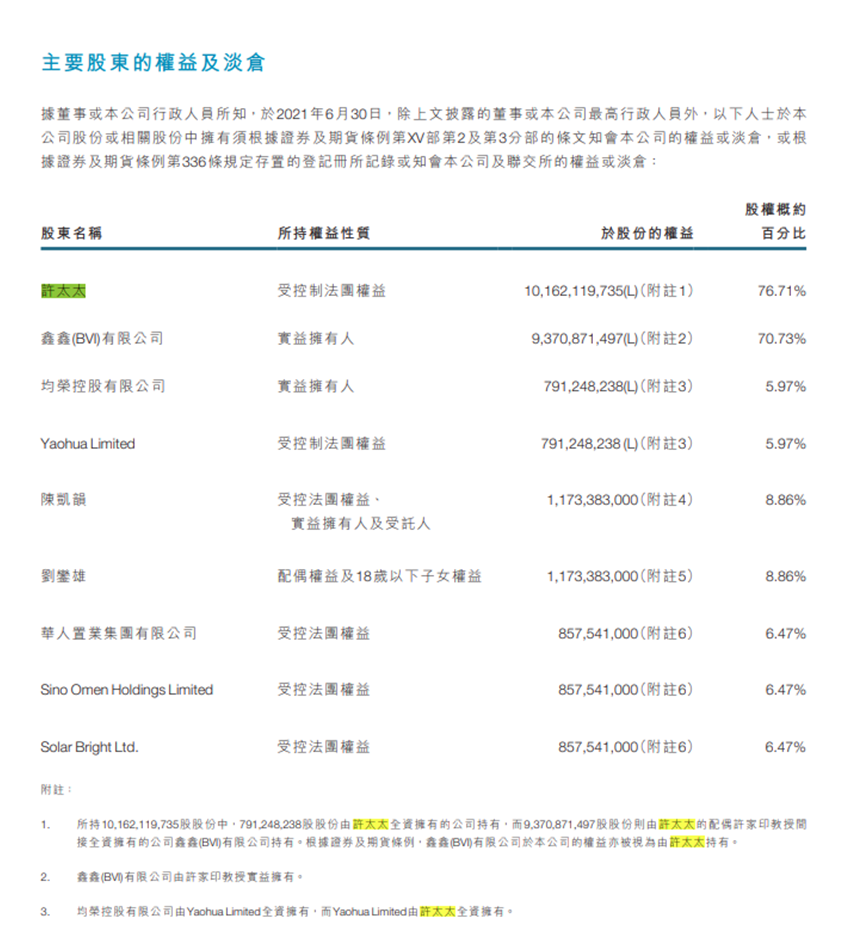 主要股東的權益及淡倉
據董事或本公司行政人員所知，於2021年6月30日，除上文披露的董事或本公司最高行政人員外，以下人士於本
公司股份或相關股份中擁有須根據證券及期貨條例第XV部第2及第3分部的條文知會本公司的權益或淡倉，或根
據證券及期貨條例第336條規定存置的登記冊所記錄或知會本公司及聯交所的權益或淡倉：
股權概約
股東名稱 所持權益性質 於股份的權益 百分比
許太太 受控制法團權益 10,162,119,735(L)（附註1） 76.71%
鑫鑫(BVI)有限公司 實益擁有人 9,370,871,497(L)（附註2） 70.73%
均榮控股有限公司 實益擁有人 791,248,238(L)（附註3） 5.97%
Yaohua Limited 受控制法團權益 791,248,238 (L)（附註3） 5.97%
陳凱韻 受控法團權益、 1,173,383,000（附註4） 8.86%
實益擁有人及受託人
劉鑾雄 配偶權益及18歲以下子女權益 1,173,383,000（附註5） 8.86%
華人置業集團有限公司 受控法團權益 857,541,000（附註6） 6.47%
Sino Omen Holdings Limited 受控法團權益 857,541,000（附註6） 6.47%
Solar Bright Ltd. 受控法團權益 857,541,000（附註6） 6.47%
附註：
1. 所持10,162,119,735股股份中，791,248,238股股份由許太太全資擁有的公司持有，而9,370,871,497股股份則由許太太的配偶許家印教授間
接全資擁有的公司鑫鑫(BVI)有限公司持有。根據證券及期貨條例，鑫鑫(BVI)有限公司於本公司的權益亦被視為由許太太持有。
2. 鑫鑫(BVI)有限公司由許家印教授實益擁有。
3. 均榮控股有限公司由Yaohua Limited全資擁有，而Yaohua Limited由許太太全資擁有。